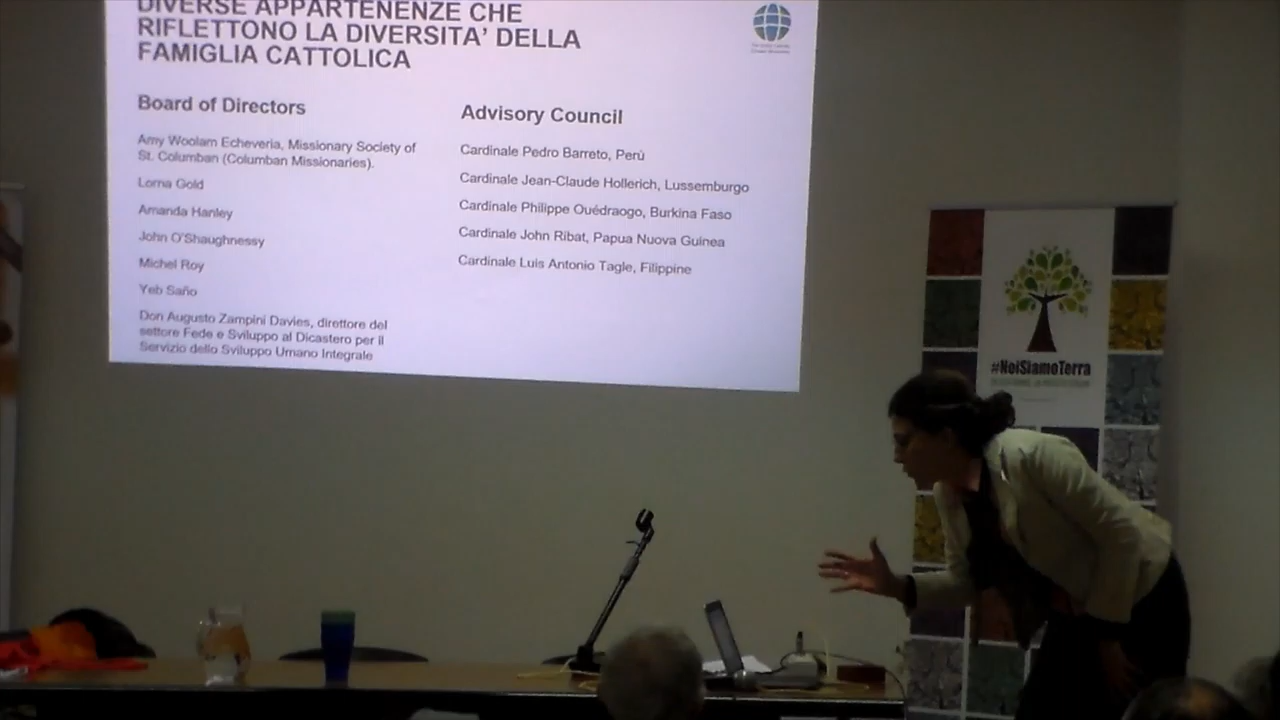 DIVERSE APPARTENENZE CHE
RIFLETTONO LA DIVERSITA' DELLA
FAMIGLIA CATTOLICA
Board of Directors
Amy Woolam Echeveria, Missionary Society of
St. Columban (Columban Missionaries).
Lorna Gold
Amanda Hanley
John O'Shaughnessy
Michel Roy
Yeb Saño
Don Augusto Zampini Davies, direttore del
settore Fede e Sviluppo al Dicastero per il
Servizio dello Sviluppo Umano Integrale
Advisory Council
Cardinale Pedro Barreto, Perù
Cardinale Jean-Claude Hollerich, Lussemburgo
Cardinale Philippe Ouédraogo, Burkina Faso
Cardinale John Ribat, Papua Nuova Guinea
Cardinale Luis Antonio Tagle, Filippine
#NoiSiamoTerra